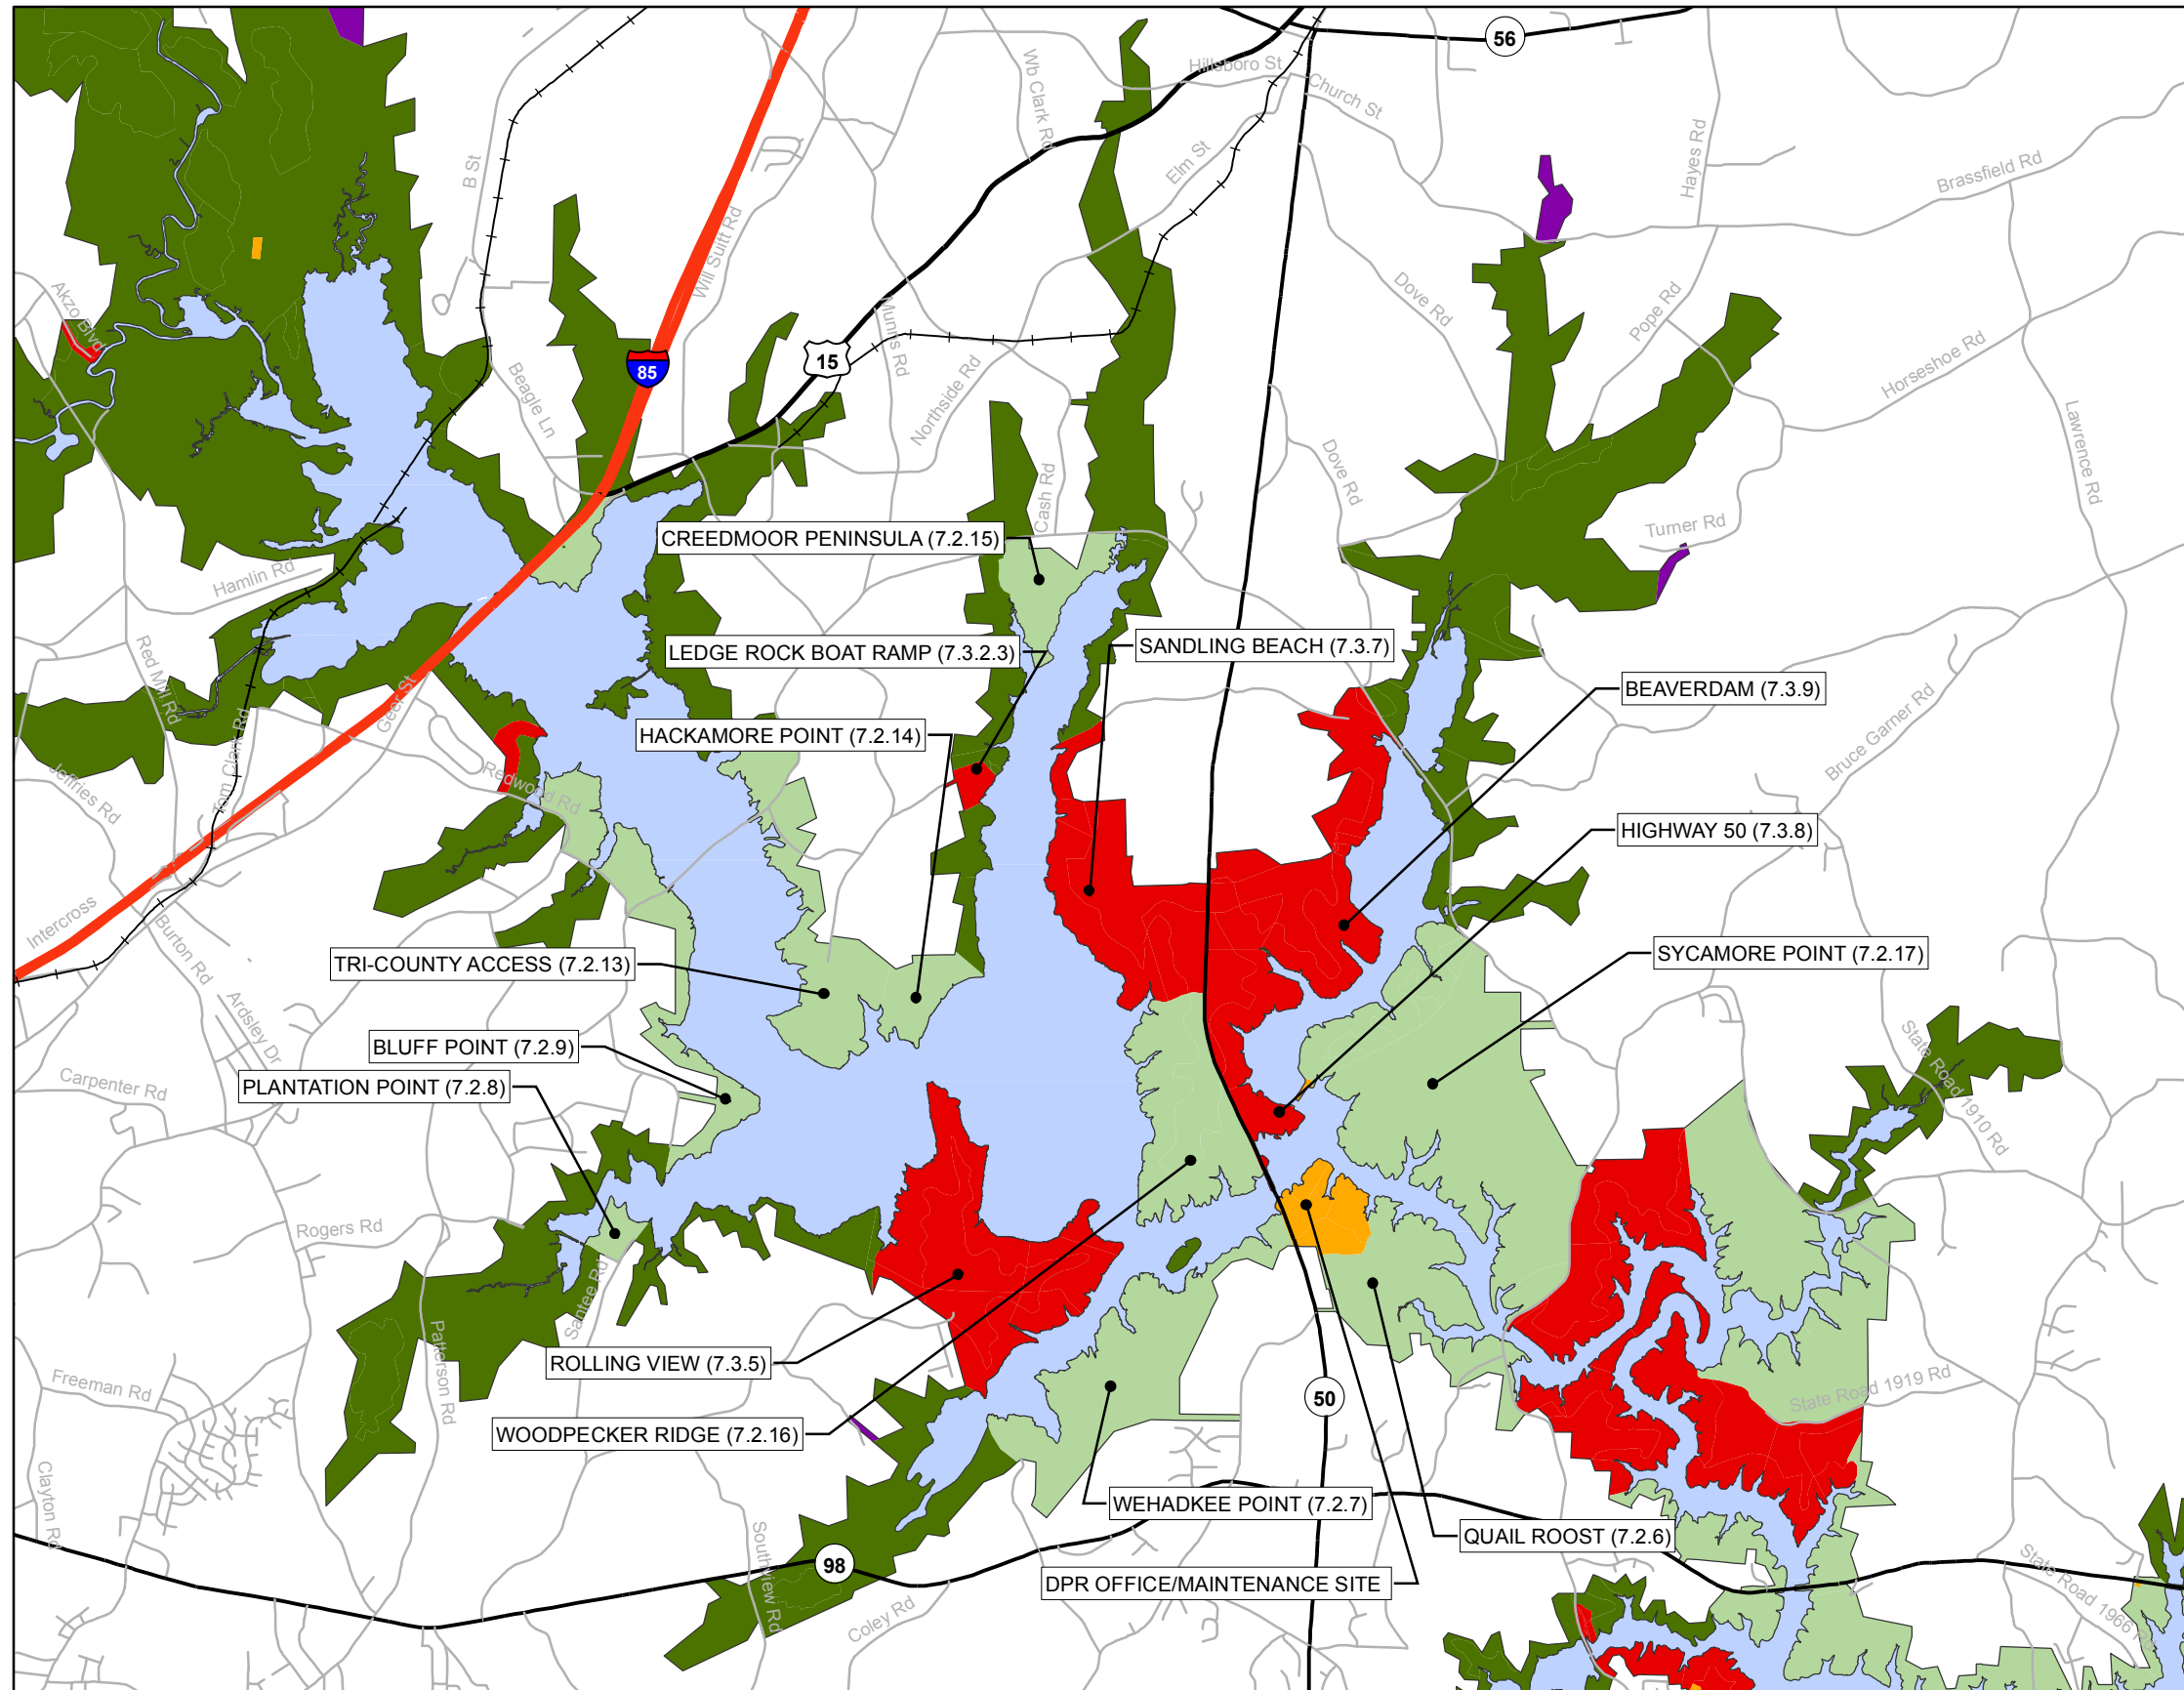 56
Hillsboro St
Church St
Wb Clark Rd
Elm St
B St
Hayes Rd
Brassfield Rd
Will Suitt Rd
Akzo Blvd
Dove Rd
Pope Rd
Munns Rd
15
85
Horseshoe Rd
Beagle Ln
Northside Rd
Lawrence Rd
Dove Rd
Cash Rd
Turner Rd
CREEDMOOR PENINSULA (7.2.15)
Hamlin Rd
LEDGE ROCK BOAT RAMP (7.3.2.3)
SANDLING BEACH (7.3.7)
Red Mill Rd
Geer St
BEAVERDAM (7.3.9)
HACKAMORE POINT (7.2.14)
Tom Clark Rd
Bruce Garner Rd
Redwood Rd
Jeffries Rd
HIGHWAY 50 (7.3.8)
Intercross
Burton Rd
TRI-COUNTY ACCESS (7.2.13)
SYCAMORE POINT (7.2.17)
Ardsley Dr
BLUFF POINT (7.2.9)
Carpenter Rd
PLANTATION POINT (7.2.8)
State Road 1910 Rd
Rogers Rd
Santee Rd
Patterson Rd
ROLLING VIEW (7.3.5)
Freeman Rd
50
State Road 1919 Rd
WOODPECKER RIDGE (7.2.16)
Clayton Rd
WEHADKEE POINT (7.2.7)
QUAIL ROOST (7.2.6)
Southview Rd
98
DPR OFFICE/MAINTENANCE SITE
Coley Rd
State Road 1966 Rd